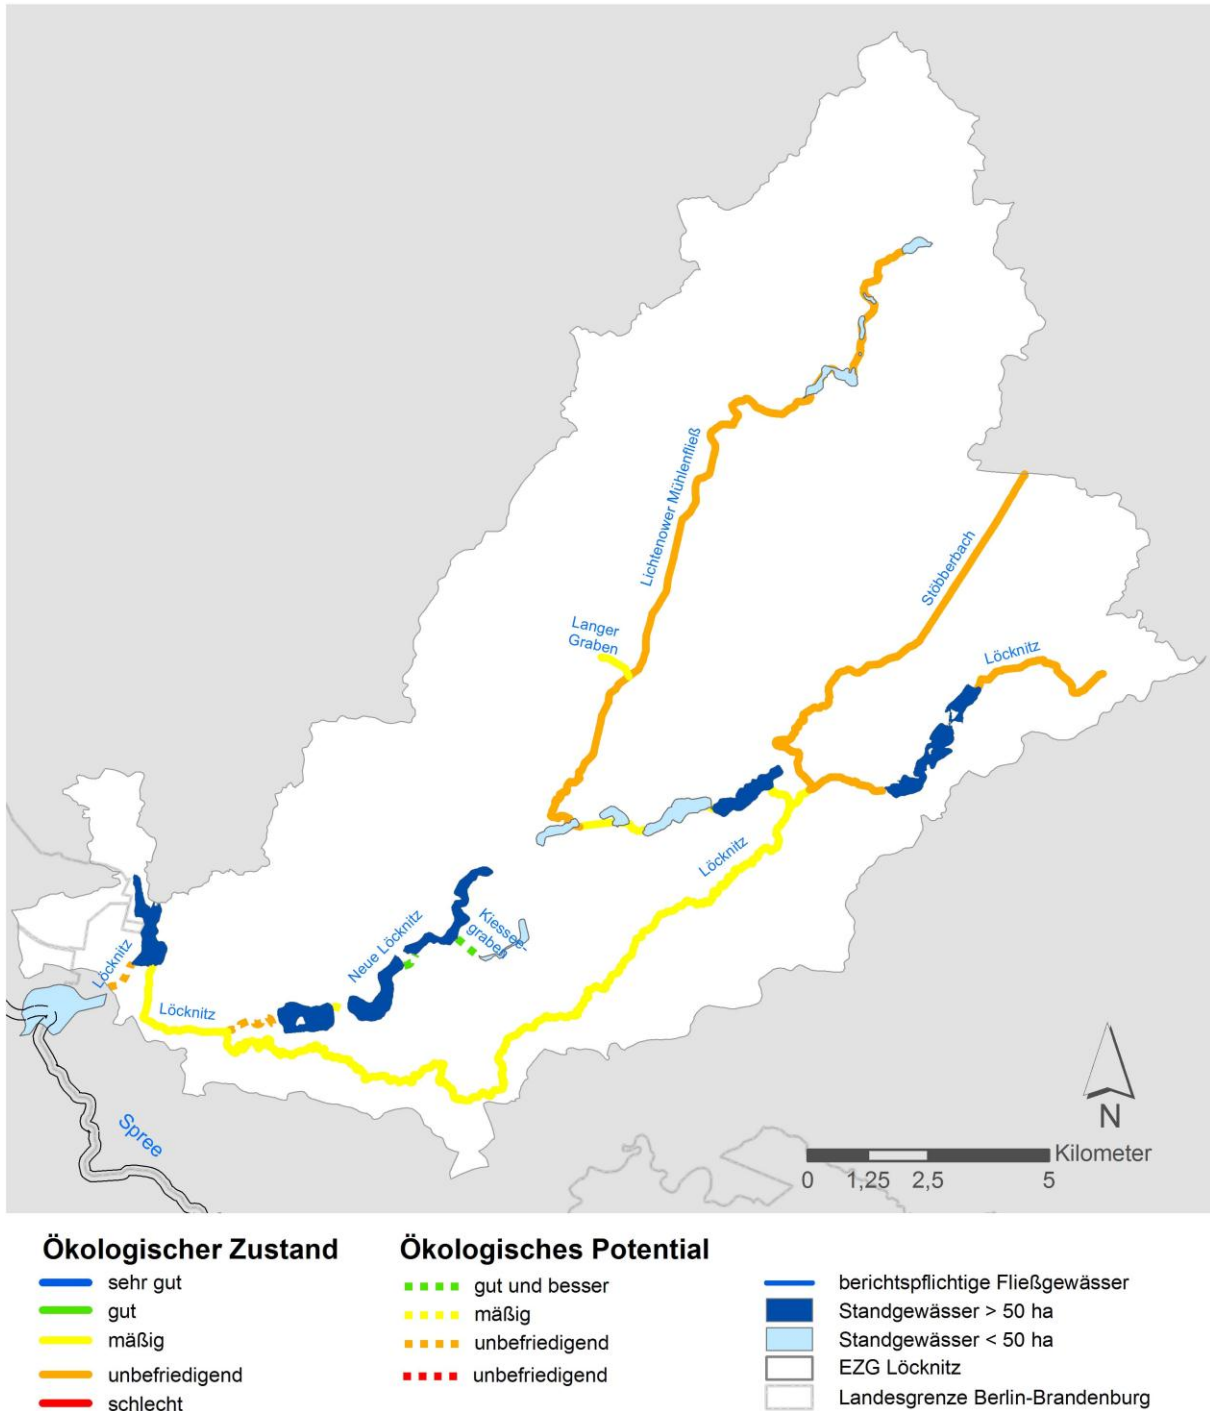 Lichtenower Mühlenfließ
Stöbberbach
Langer
Graben
Löcknitz
Löcknitz
Neue Löcknitz
Kiessee-
graben
Löcknitz
Löcknitz
Spree
N
Kilometer
0 1,25 2,5 5
Ökologischer Zustand
sehr gut
gut
mäßig
unbefriedigend
schlecht
Ökologisches Potential
gut und besser
mäßig
unbefriedigend
unbefriedigend
berichtspflichtige Fließgewässer
Standgewässer > 50 ha
Standgewässer < 50 ha
EZG Löcknitz
Landesgrenze Berlin-Brandenburg